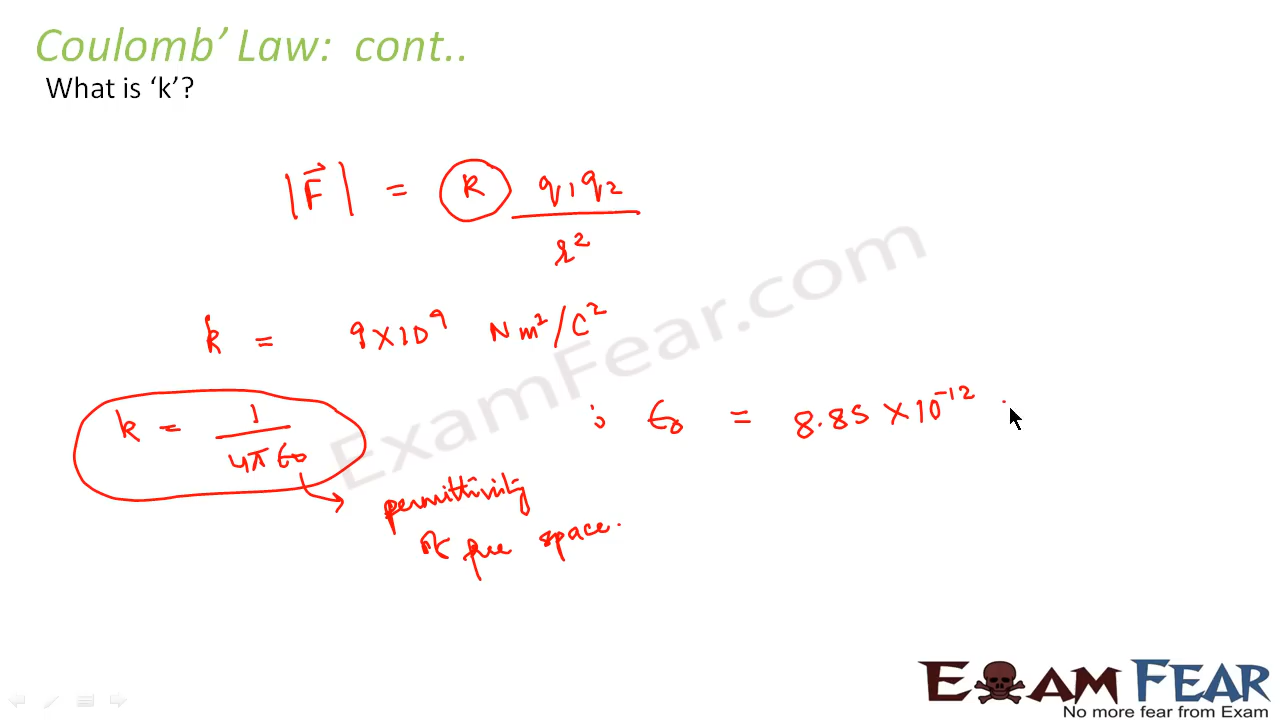 Coulomb’ Law: cont..
What is ‘k’?
|F⃗| = k q₁q₂ / r²
k = 9×10⁹ Nm²/C²
k = 1 / 4πε₀
; ε₀ = 8.85 × 10⁻¹²
permittivity
of free space.
ExamFear.com
EXAM FEAR
No more fear from Exam